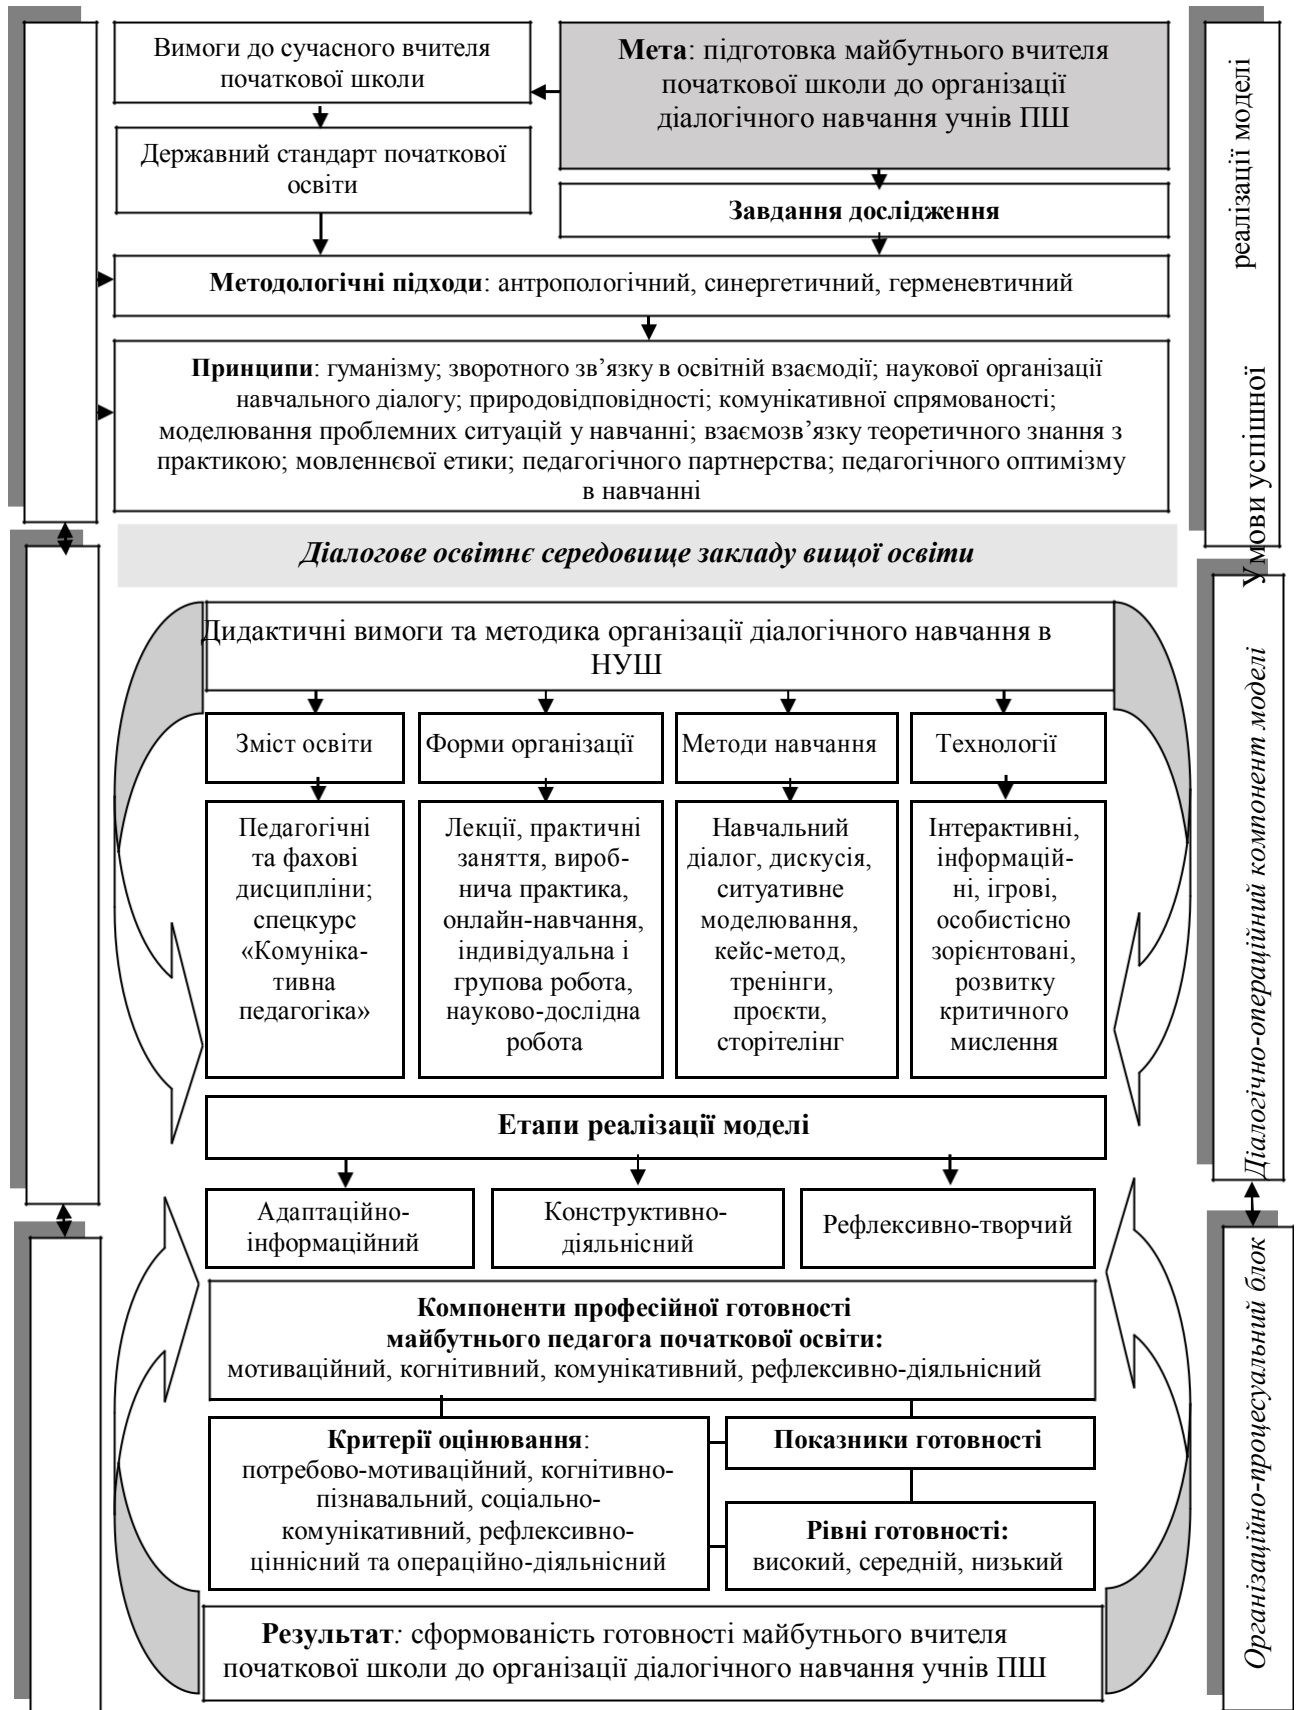 Вимоги до сучасного вчителя
початкової школи
Мета: підготовка майбутнього вчителя
початкової школи до організації
діалогічного навчання учнів ПШ
Державний стандарт початкової
освіти
Завдання дослідження
Методологічні підходи: антропологічний, синергетичний, герменевтичний
Принципи: гуманізму; зворотного зв’язку в освітній взаємодії; наукової організації
навчального діалогу; природовідповідності; комунікативної спрямованості;
моделювання проблемних ситуацій у навчанні; взаємозв’язку теоретичного знання з
практикою; мовленнєвої етики; педагогічного партнерства; педагогічного оптимізму
в навчанні
Умови успішної реалізації моделі
Діалогове освітнє середовище закладу вищої освіти
Дидактичні вимоги та методика організації діалогічного навчання в
НУШ
Зміст освіти
Форми організації
Методи навчання
Технології
Педагогічні
та фахові
дисципліни;
спецкурс
«Комуніка-
тивна
педагогіка»
Лекції, практичні
заняття, вироб-
нича практика,
онлайн-навчання,
індивідуальна і
групова робота,
науково-дослідна
робота
Навчальний
діалог, дискусія,
ситуативне
моделювання,
кейс-метод,
тренінги,
проєкти,
сторітелінг
Інтерактивні,
інформацій-
ні, ігрові,
особистісно
зорієнтовані,
розвитку
критичного
мислення
Діалогічно-операційний компонент моделі
Етапи реалізації моделі
Адаптаційно-
інформаційний
Конструктивно-
діяльнісний
Рефлексивно-творчий
Компоненти професійної готовності
майбутнього педагога початкової освіти:
мотиваційний, когнітивний, комунікативний, рефлексивно-діяльнісний
Критерії оцінювання:
потребово-мотиваційний, когнітивно-
пізнавальний, соціально-
комунікативний, рефлексивно-
ціннісний та операційно-діяльнісний
Показники готовності
Рівні готовності:
високий, середній, низький
Організаційно-процесуальний блок
Результат: сформованість готовності майбутнього вчителя
початкової школи до організації діалогічного навчання учнів ПШ